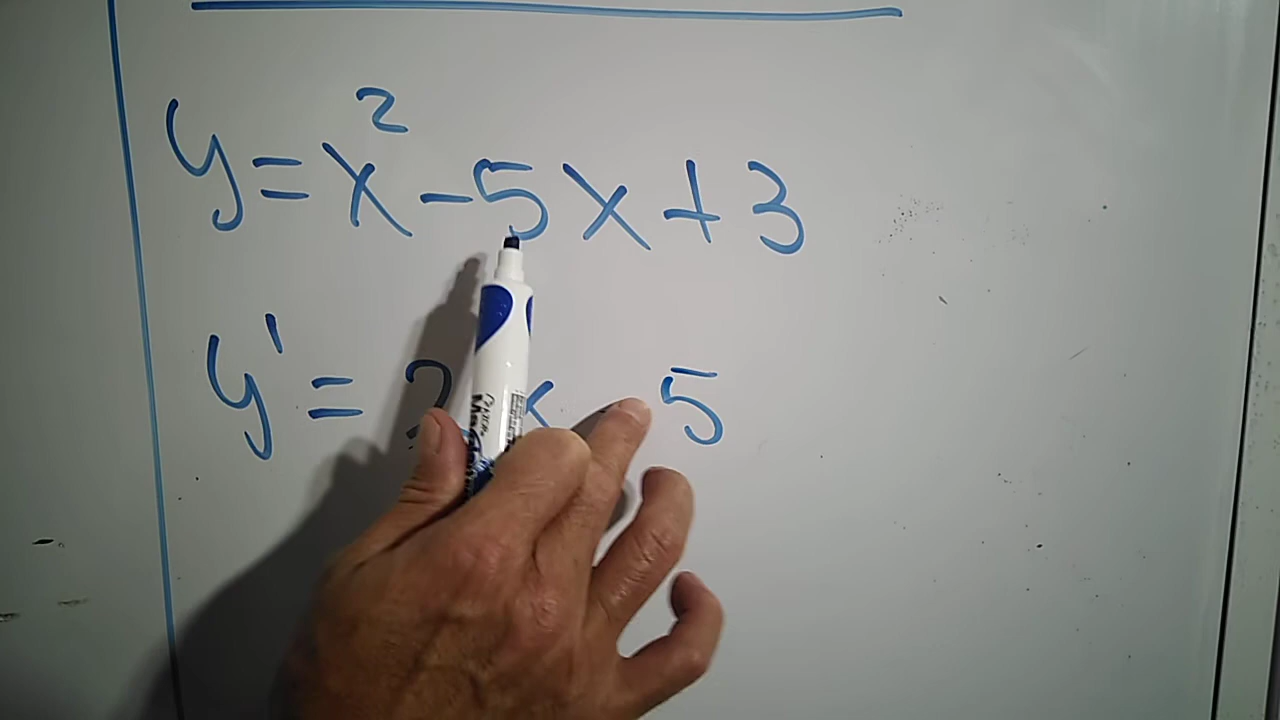 y = x² - 5x + 3
y' = 2x - 5